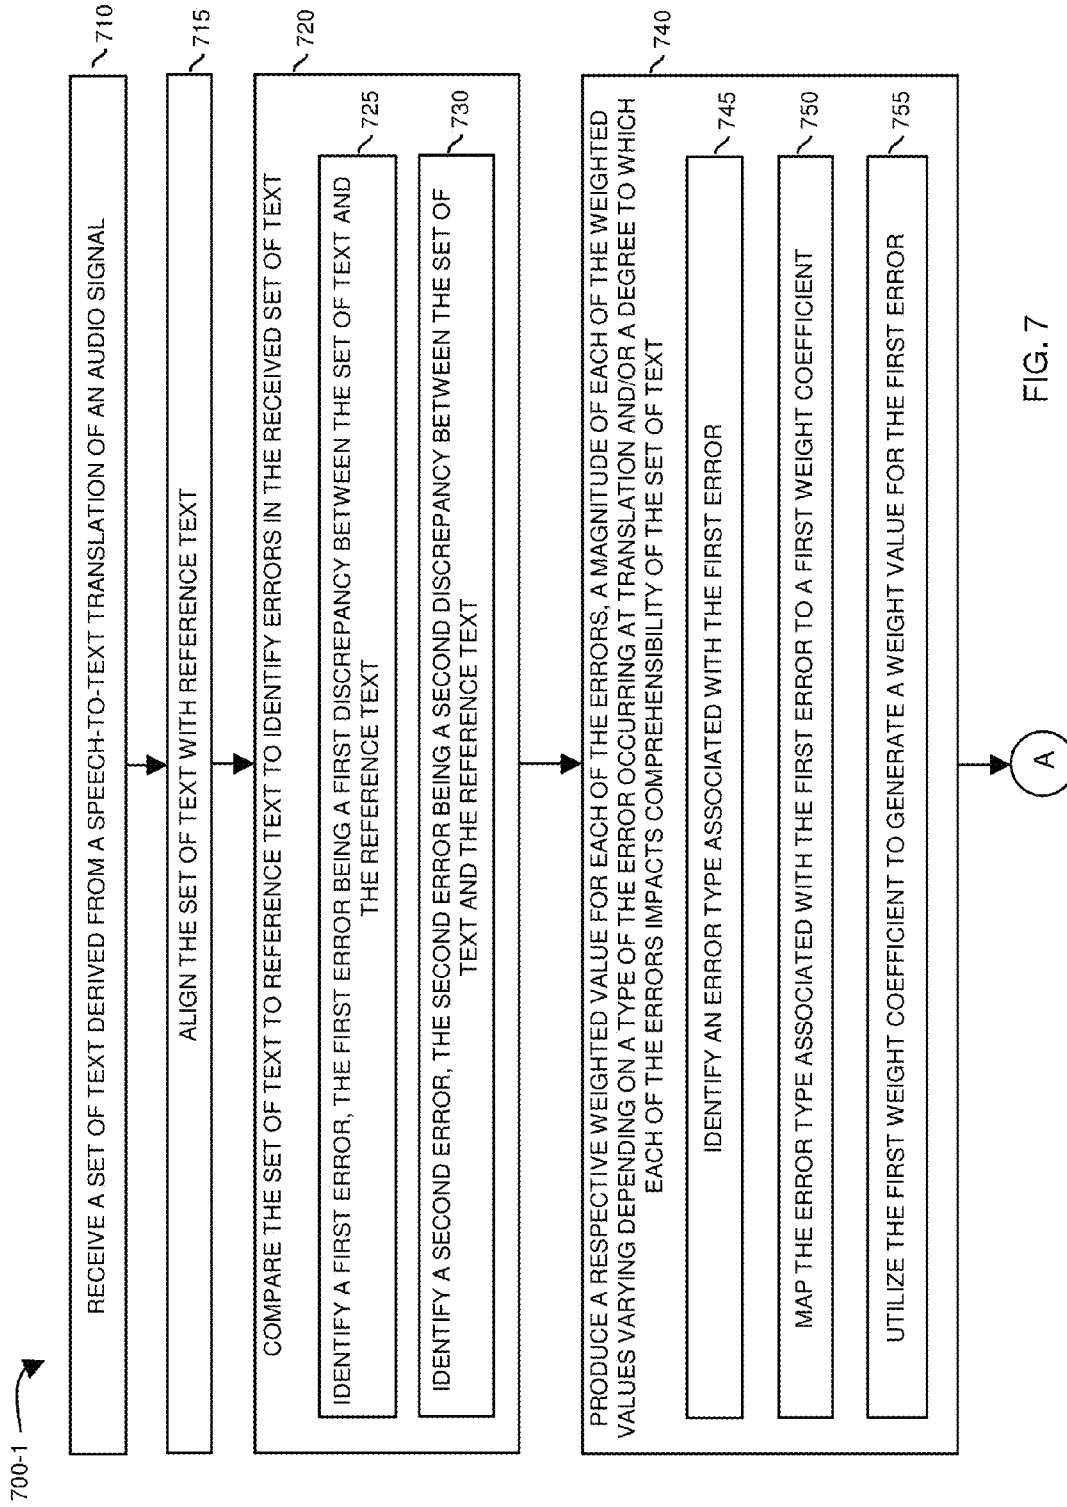 700-1
RECEIVE A SET OF TEXT DERIVED FROM A SPEECH-TO-TEXT TRANSLATION OF AN AUDIO SIGNAL
710
ALIGN THE SET OF TEXT WITH REFERENCE TEXT
715
COMPARE THE SET OF TEXT TO REFERENCE TEXT TO IDENTIFY ERRORS IN THE RECEIVED SET OF TEXT
720
IDENTIFY A FIRST ERROR, THE FIRST ERROR BEING A FIRST DISCREPANCY BETWEEN THE SET OF TEXT AND
THE REFERENCE TEXT
725
IDENTIFY A SECOND ERROR, THE SECOND ERROR BEING A SECOND DISCREPANCY BETWEEN THE SET OF
TEXT AND THE REFERENCE TEXT
730
PRODUCE A RESPECTIVE WEIGHTED VALUE FOR EACH OF THE ERRORS, A MAGNITUDE OF EACH OF THE WEIGHTED
VALUES VARYING DEPENDING ON A TYPE OF THE ERROR OCCURRING AT TRANSLATION AND/OR A DEGREE TO WHICH
EACH OF THE ERRORS IMPACTS COMPREHENSIBILITY OF THE SET OF TEXT
740
IDENTIFY AN ERROR TYPE ASSOCIATED WITH THE FIRST ERROR
745
MAP THE ERROR TYPE ASSOCIATED WITH THE FIRST ERROR TO A FIRST WEIGHT COEFFICIENT
750
UTILIZE THE FIRST WEIGHT COEFFICIENT TO GENERATE A WEIGHT VALUE FOR THE FIRST ERROR
755
A
FIG. 7